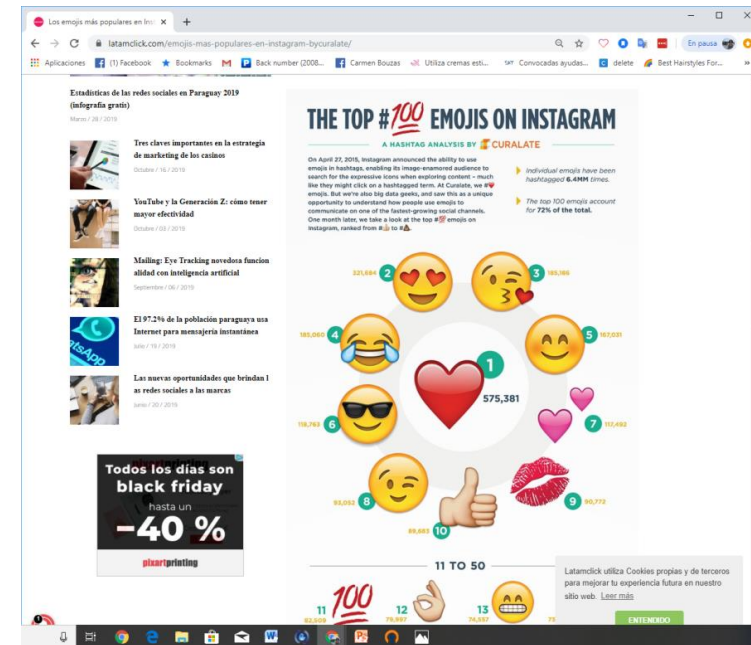 Los emojis más populares en Inst
latamclick.com/emojis-mas-populares-en-instagram-bycuralate/
En pausa
Aplicaciones
(1) Facebook
Bookmarks
Back number (2008...
Carmen Bouzas
Utiliza cremas esti...
Convocadas ayudas...
delete
Best Hairstyles For...
»
Estadísticas de las redes sociales en Paraguay 2019
(infografía gratis)
Marzo / 28 / 2019
Tres claves importantes en la estrategia
de marketing de los casinos
Octubre / 16 / 2019
YouTube y la Generación Z: cómo tener
mayor efectividad
Octubre / 03 / 2019
Mailing: Eye Tracking novedosa funcion
alidad con inteligencia artificial
Septiembre / 06 / 2019
El 97.2% de la población paraguaya usa
Internet para mensajería instantánea
Julio / 19 / 2019
Las nuevas oportunidades que brindan l
as redes sociales a las marcas
Junio / 20 / 2019
Todos los días son
black friday
hasta un
-40 %
pixartprinting
THE TOP #100 EMOJIS ON INSTAGRAM
A HASHTAG ANALYSIS BY CURALATE
On April 27, 2015, Instagram announced the ability to use
emojis in hashtags, enabling its image-enamored audience to
search for the expressive icons when exploring content – much
like they might click on a hashtagged term. At Curalate, we #❤
emojis. But we're also big data geeks, and saw this as a unique
opportunity to understand how people use emojis to
communicate on one of the fastest-growing social channels.
One month later, we take a look at the top #💯 emojis on
Instagram, ranked from #👍 to #💩.
Individual emojis have been
hashtagged 6.4MM times.
The top 100 emojis account
for 72% of the total.
221,684 2
3 185,186
4
5 167,031
1
575,381
118,763 6
7 117,492
93,052 8
9 90,772
89,683 10
11 TO 50
11
100
12
13
Latamclick utiliza Cookies propias y de terceros
para mejorar tu experiencia futura en nuestro
sitio web. Leer más
ENTENDIDO